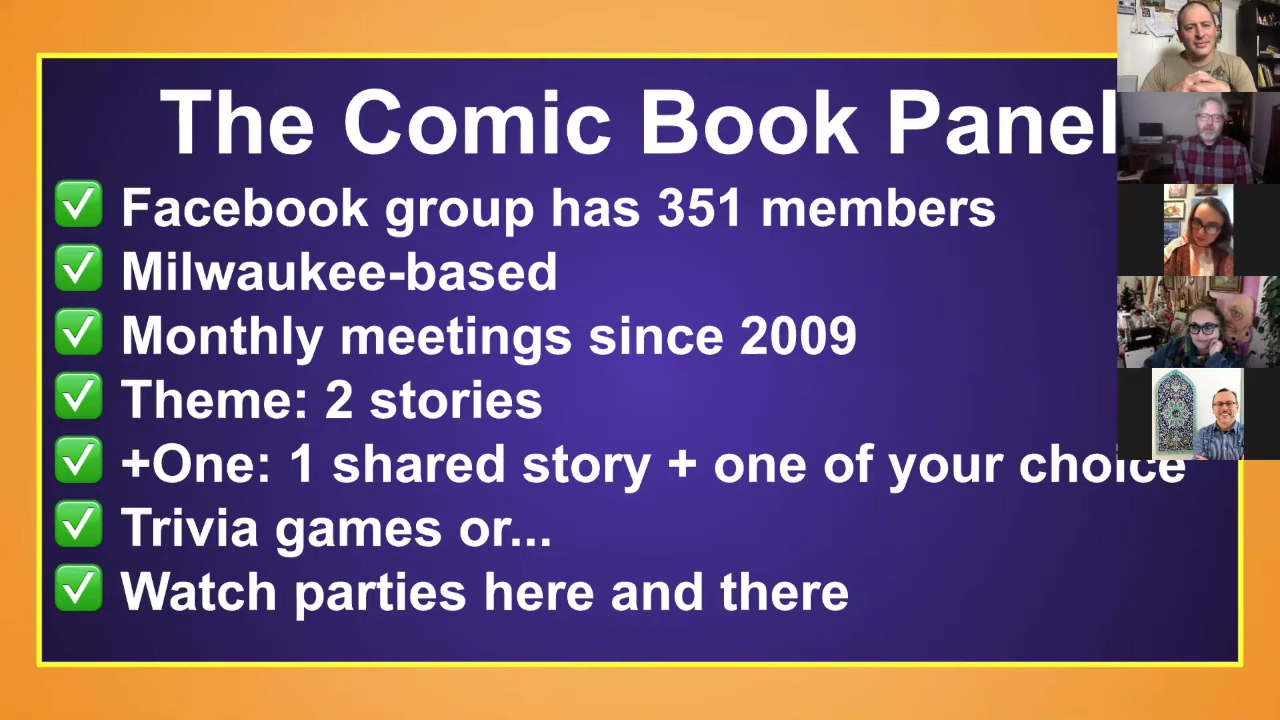 The Comic Book Panel
Facebook group has 351 members
Milwaukee-based
Monthly meetings since 2009
Theme: 2 stories
+One: 1 shared story + one of your choice
Trivia games or...
Watch parties here and there